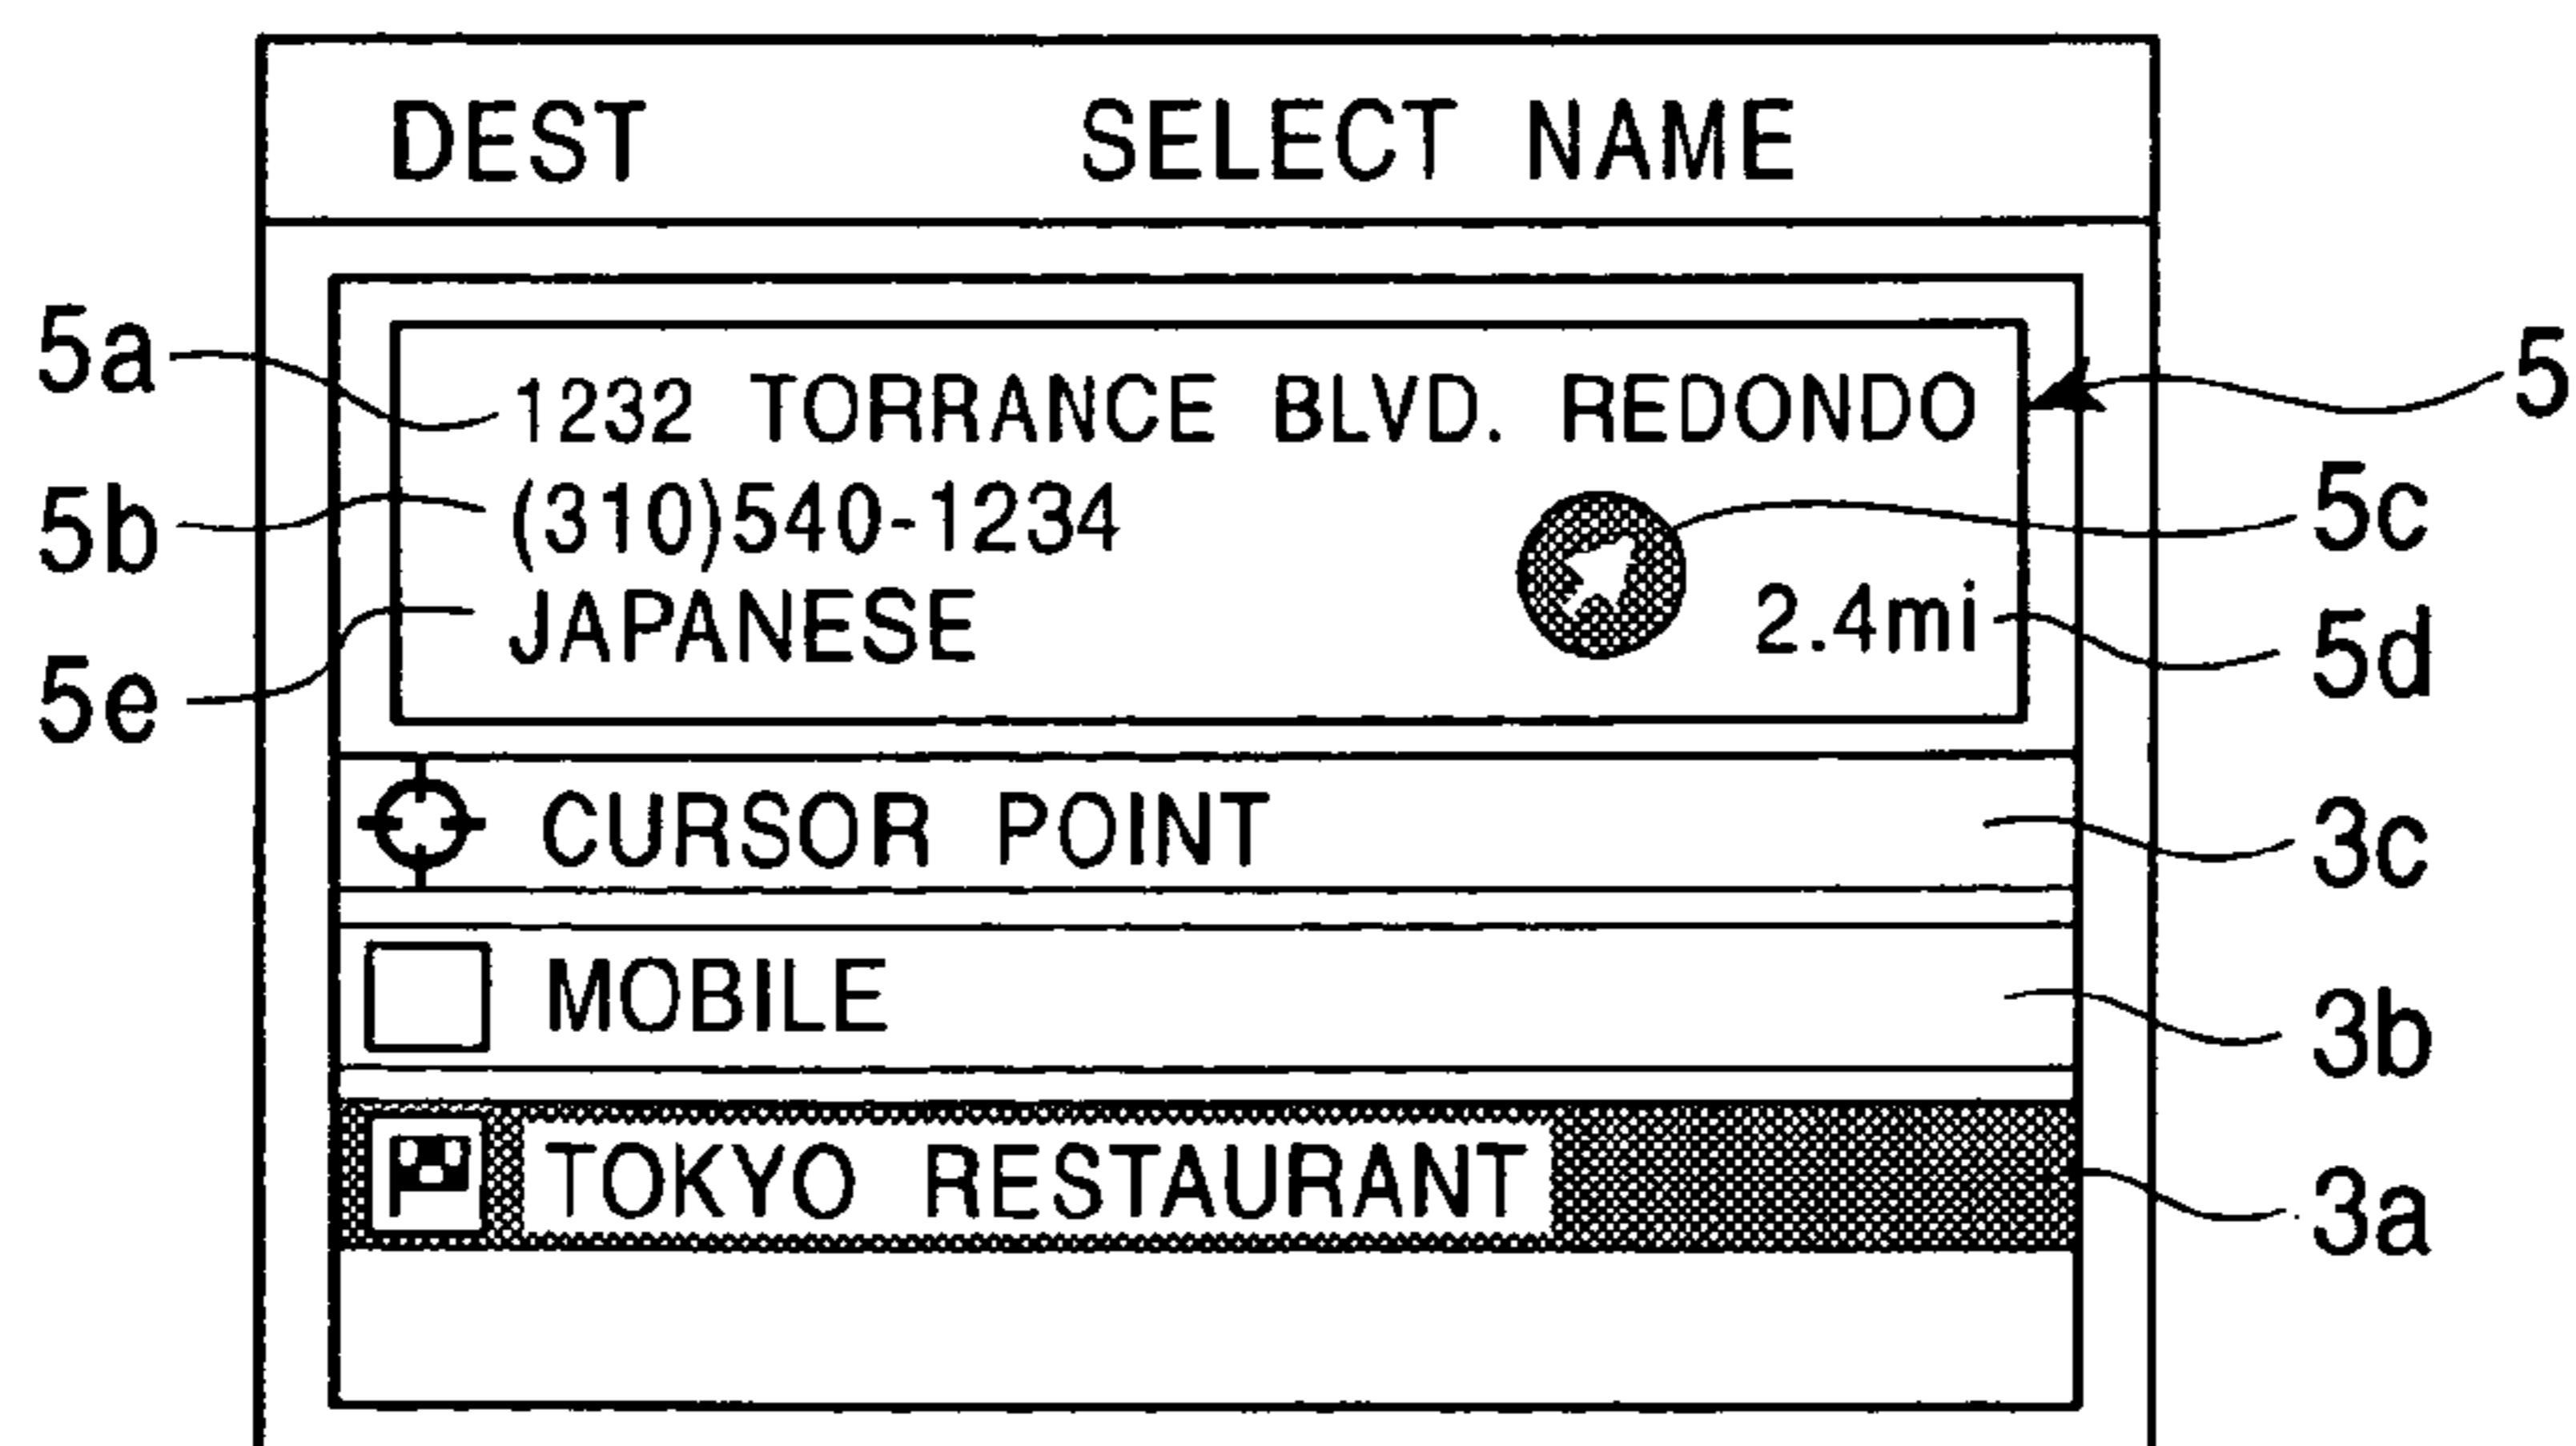 DEST SELECT NAME
5a 1232 TORRANCE BLVD. REDONDO 5
5b (310)540-1234 5c
5e JAPANESE 2.4mi 5d
CURSOR POINT 3c
MOBILE 3b
TOKYO RESTAURANT 3a